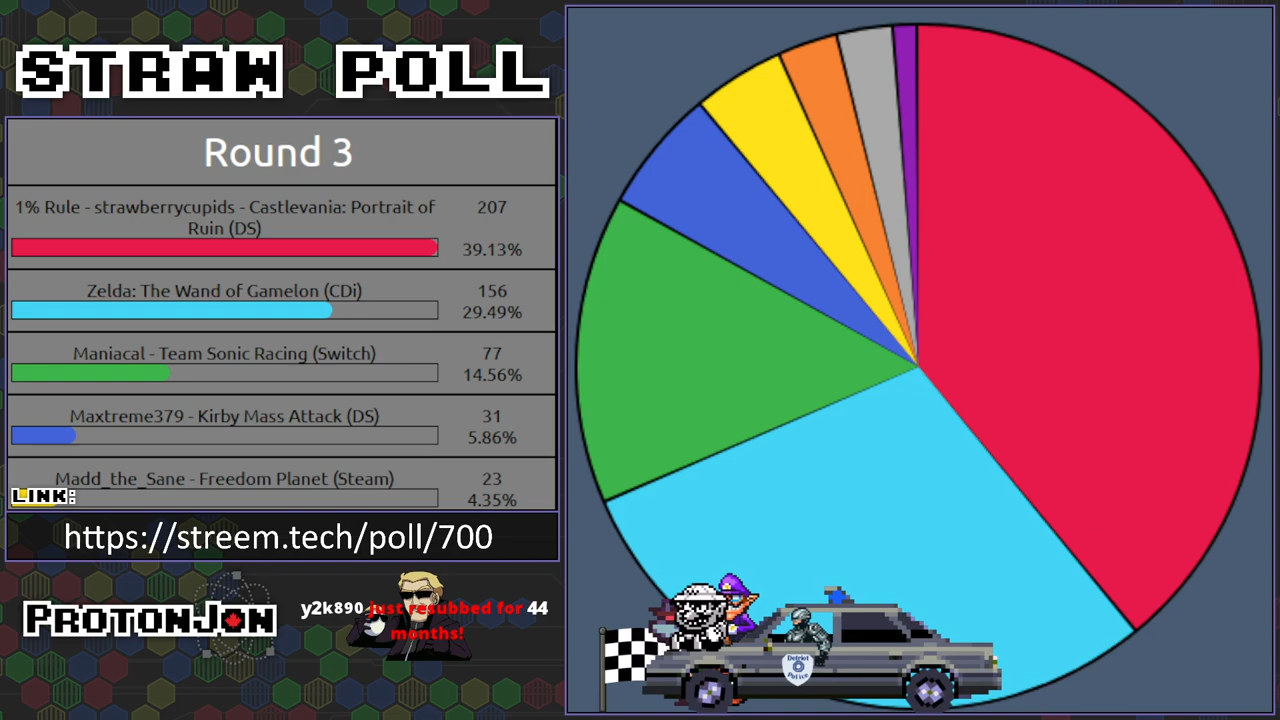 STRAW POLL
Round 3
1% Rule - strawberrycupids - Castlevania: Portrait of
Ruin (DS)
207
39.13%
Zelda: The Wand of Gamelon (CDi)
156
29.49%
Maniacal - Team Sonic Racing (Switch)
77
14.56%
Maxtreme379 - Kirby Mass Attack (DS)
31
5.86%
Madd_the_Sane - Freedom Planet (Steam)
23
4.35%
LINK:
https://streem.tech/poll/700
PROTONJON
y2k890 just resubbed for 44
months!
Detriot
Police